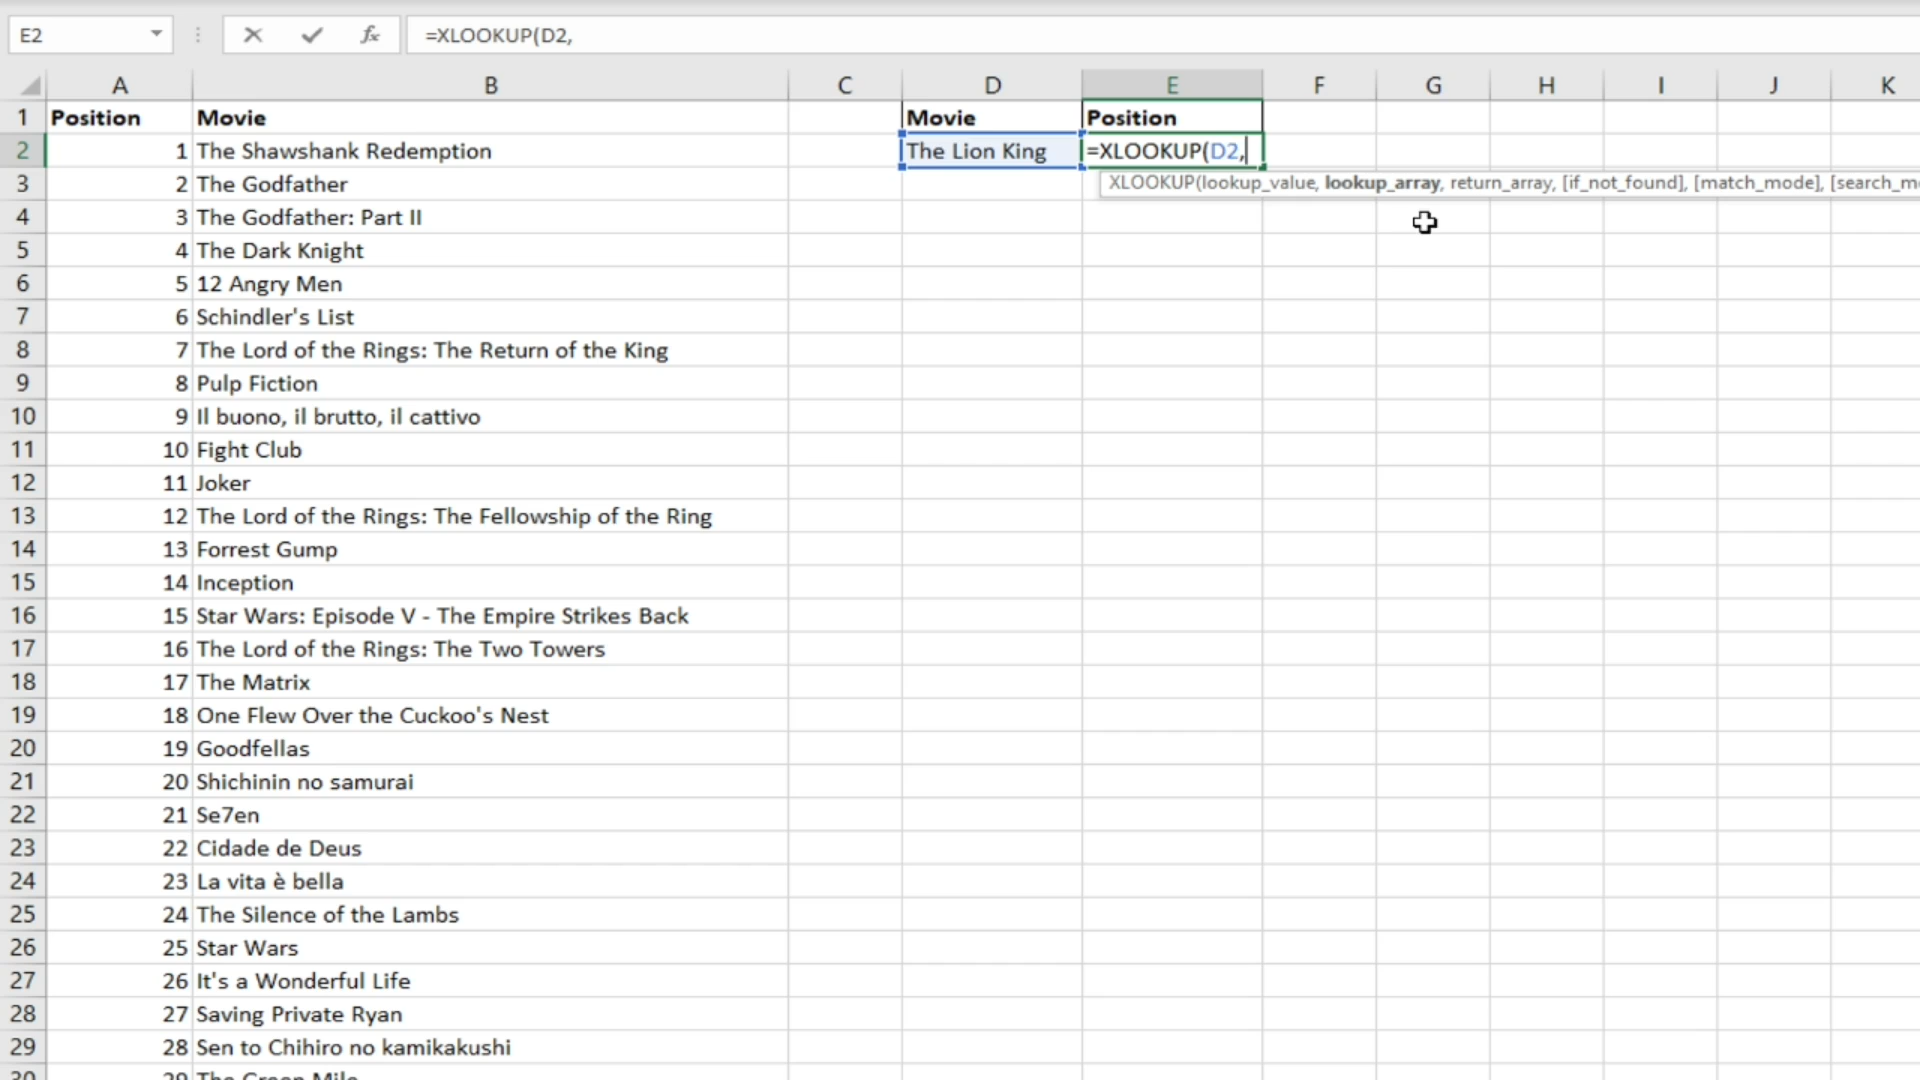 E2 fx =XLOOKUP(D2,
A B C D E F G H I J K
1 Position Movie Movie Position
2 1 The Shawshank Redemption The Lion King =XLOOKUP(D2,
XLOOKUP(lookup_value, lookup_array, return_array, [if_not_found], [match_mode], [search_m
3 2 The Godfather
4 3 The Godfather: Part II
5 4 The Dark Knight
6 5 12 Angry Men
7 6 Schindler's List
8 7 The Lord of the Rings: The Return of the King
9 8 Pulp Fiction
10 9 Il buono, il brutto, il cattivo
11 10 Fight Club
12 11 Joker
13 12 The Lord of the Rings: The Fellowship of the Ring
14 13 Forrest Gump
15 14 Inception
16 15 Star Wars: Episode V - The Empire Strikes Back
17 16 The Lord of the Rings: The Two Towers
18 17 The Matrix
19 18 One Flew Over the Cuckoo's Nest
20 19 Goodfellas
21 20 Shichinin no samurai
22 21 Se7en
23 22 Cidade de Deus
24 23 La vita è bella
25 24 The Silence of the Lambs
26 25 Star Wars
27 26 It's a Wonderful Life
28 27 Saving Private Ryan
29 28 Sen to Chihiro no kamikakushi
30 29 The Green Mile